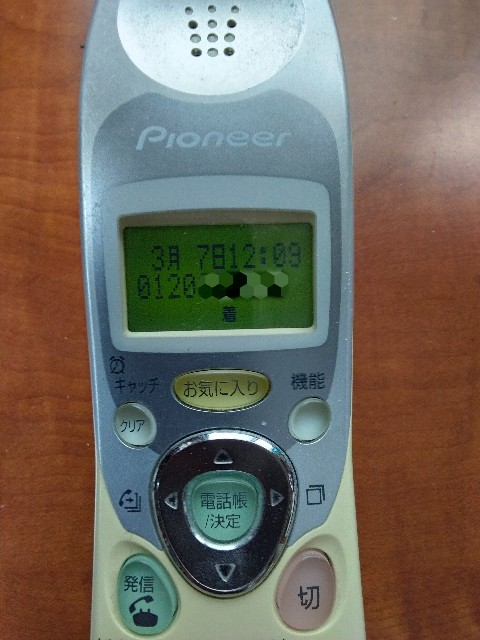 Pioneer
3月 7日12:09
0120
着
キャッチ
お気に入り
機能
クリア
電話帳
/決定
発信
切